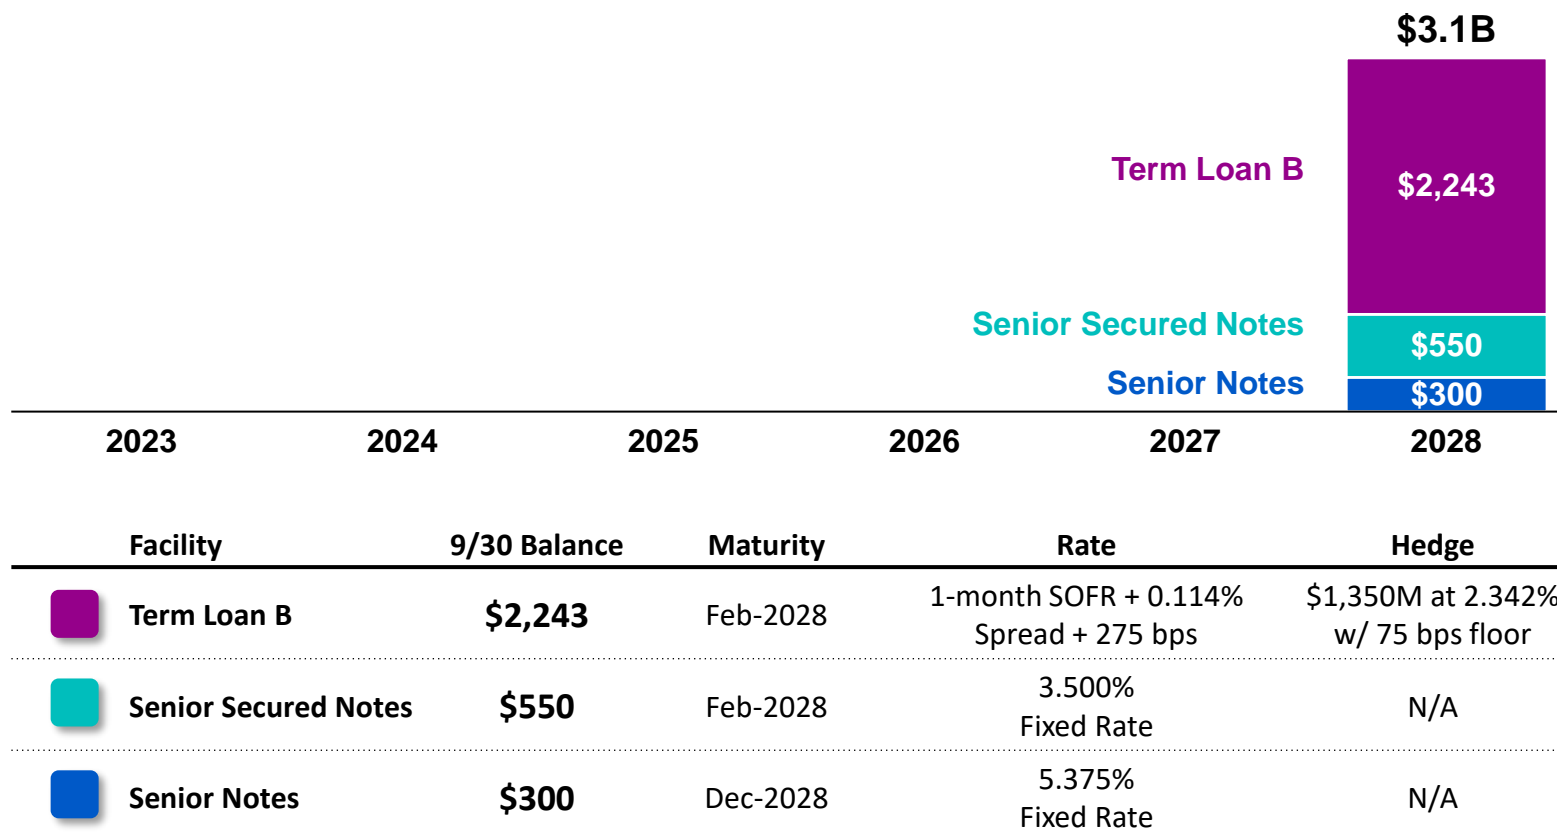 $3.1B
Term Loan B
$2,243
Senior Secured Notes
$550
Senior Notes
$300
2023 2024 2025 2026 2027 2028
Facility 9/30 Balance Maturity Rate Hedge
Term Loan B $2,243 Feb-2028 1-month SOFR + 0.114% $1,350M at 2.342%
Spread + 275 bps w/ 75 bps floor
Senior Secured Notes $550 Feb-2028 3.500% N/A
Fixed Rate
Senior Notes $300 Dec-2028 5.375% N/A
Fixed Rate